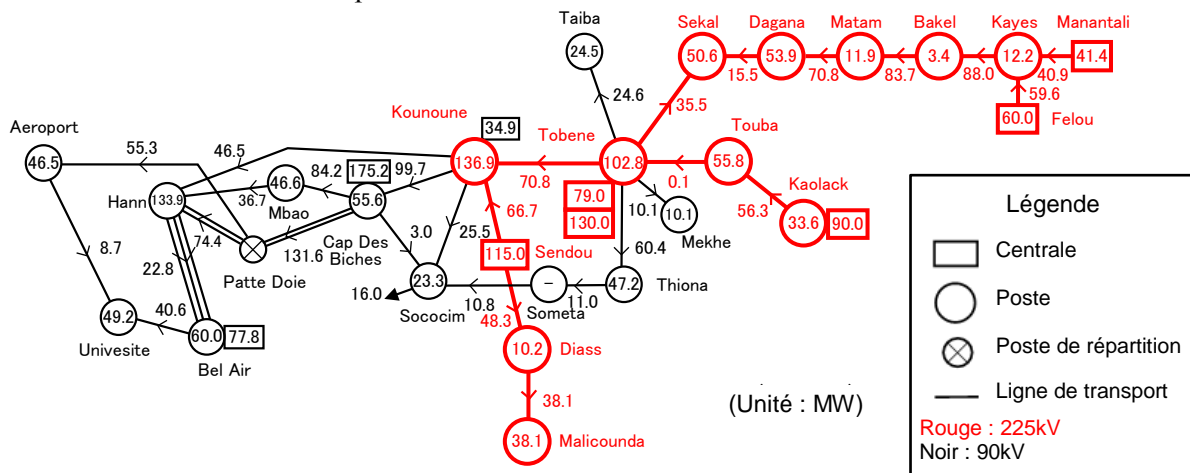 Taiba
24.5
24.6
Sekal
50.6
Dagana
53.9
Matam
11.9
Bakel
3.4
Kayes
12.2
Manantali
41.4
15.5
70.8
83.7
88.0
40.9
59.6
60.0
Felou
35.5
Aeroport
46.5
55.3
46.5
Kounoune
34.9
136.9
Tobene
102.8
70.8
79.0
130.0
0.1
Touba
55.8
56.3
Kaolack
33.6
90.0
Hann
133.9
36.7
46.6
Mbao
84.2
175.2
99.7
55.6
Cap Des
Biches
131.6
Patte Doie
74.4
22.8
8.7
49.2
Univesite
40.6
60.0
77.8
Bel Air
3.0
25.5
23.3
16.0
Sococim
66.7
115.0
Sendou
10.8
-
Someta
11.0
47.2
Thiona
60.4
10.1
10.1
Mekhe
48.3
10.2
Diass
38.1
38.1
Malicounda
(Unité : MW)
Légende
Centrale
Poste
Poste de répartition
Ligne de transport
Rouge : 225kV
Noir : 90kV